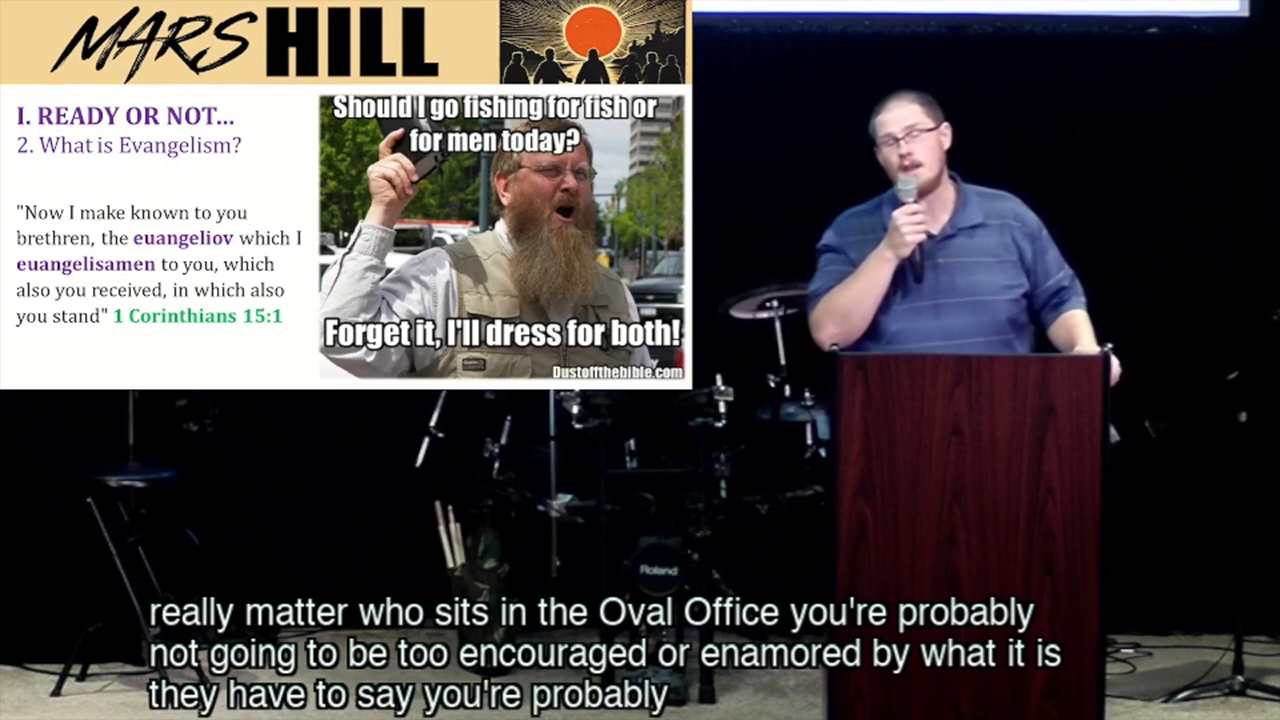 MARS HILL
I. READY OR NOT...
2. What is Evangelism?
"Now I make known to you
brethren, the euangeliov which I
euangelisamen to you, which
also you received, in which also
you stand" 1 Corinthians 15:1
Should I go fishing for fish or
for men today?
Forget it, I'll dress for both!
Dustoffthebible.com
Roland
really matter who sits in the Oval Office you're probably
not going to be too encouraged or enamored by what it is
they have to say you're probably